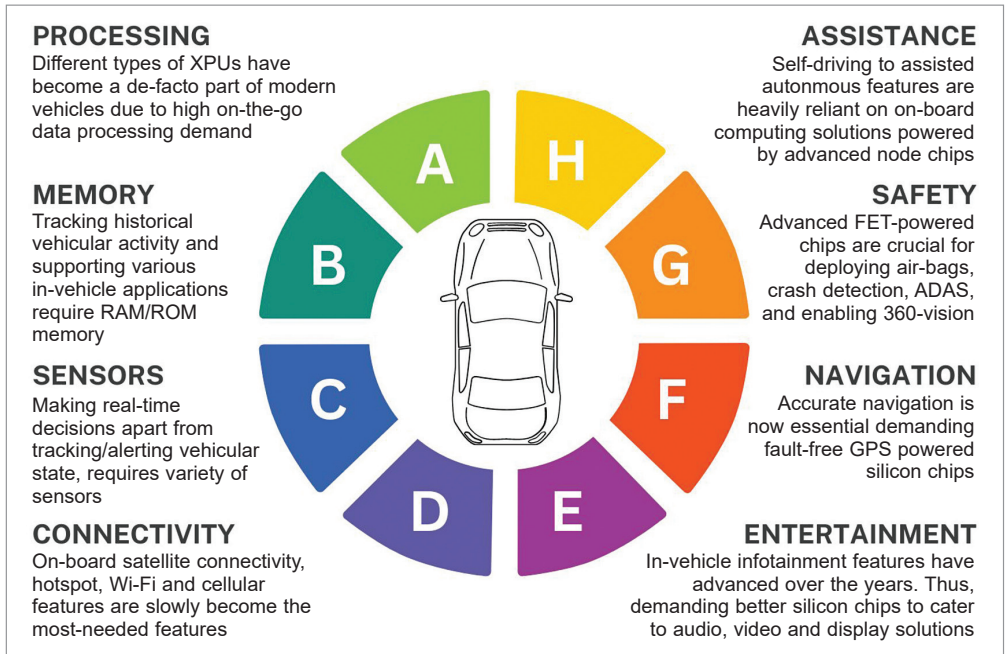 PROCESSING
Different types of XPUs have
become a de-facto part of modern
vehicles due to high on-the-go
data processing demand
MEMORY
Tracking historical
vehicular activity and
supporting various
in-vehicle applications
require RAM/ROM
memory
SENSORS
Making real-time
decisions apart from
tracking/alerting vehicular
state, requires variety of
sensors
CONNECTIVITY
On-board satellite connectivity,
hotspot, Wi-Fi and cellular
features are slowly become the
most-needed features
A
B
C
D
H
G
F
E
ASSISTANCE
Self-driving to assisted
autonmous features are
heavily reliant on on-board
computing solutions powered
by advanced node chips
SAFETY
Advanced FET-powered
chips are crucial for
deploying air-bags,
crash detection, ADAS,
and enabling 360-vision
NAVIGATION
Accurate navigation is
now essential demanding
fault-free GPS powered
silicon chips
ENTERTAINMENT
In-vehicle infotainment features have
advanced over the years. Thus,
demanding better silicon chips to cater
to audio, video and display solutions